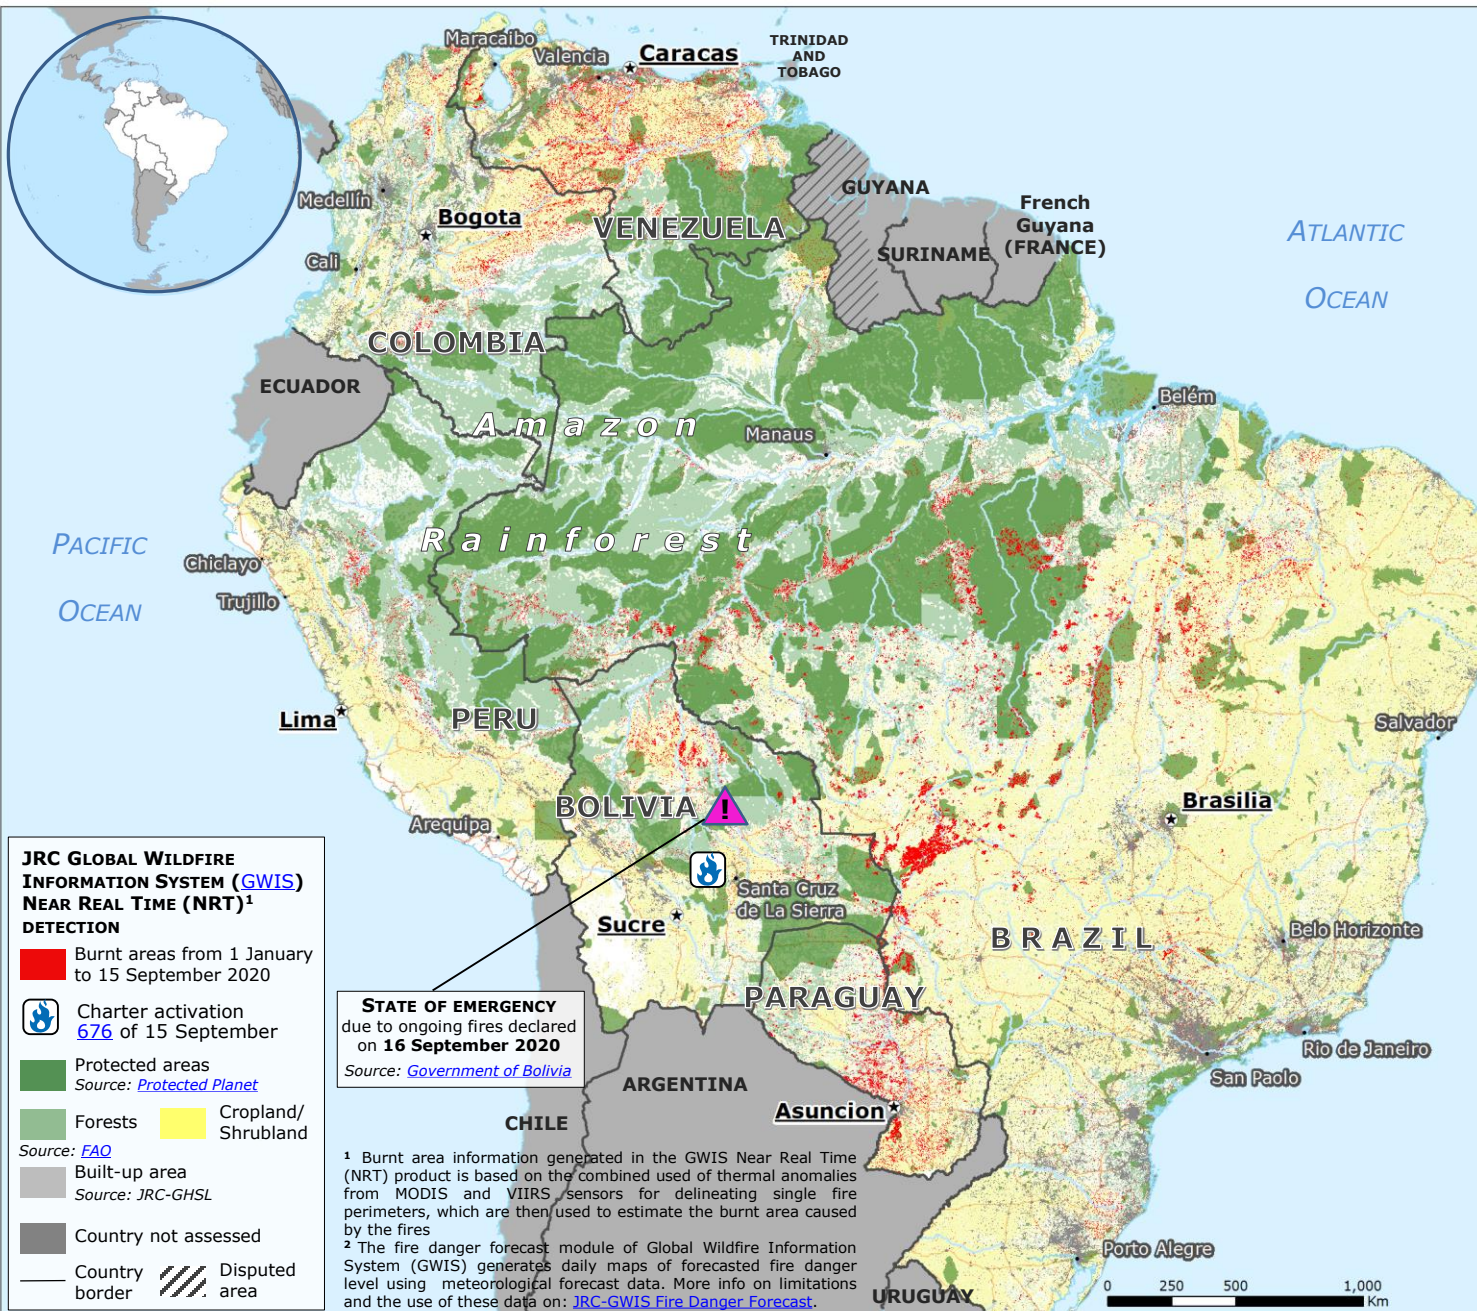 Maracaibo
Valencia
Caracas
TRINIDAD
AND
TOBAGO
Medellín
Bogota
Cali
VENEZUELA
GUYANA
SURINAME
French
Guyana
(FRANCE)
ATLANTIC
OCEAN
COLOMBIA
ECUADOR
Amazon
Manaus
Belém
Rainforest
PACIFIC
OCEAN
Chiclayo
Trujillo
Lima
PERU
Salvador
BOLIVIA
!
Brasilia
Arequipa
Santa Cruz
de La Sierra
Sucre
BRAZIL
Belo Horizonte
PARAGUAY
Rio de Janeiro
San Paolo
ARGENTINA
Asuncion
CHILE
Porto Alegre
URUGUAY
JRC GLOBAL WILDFIRE
INFORMATION SYSTEM (GWIS)
NEAR REAL TIME (NRT)¹
DETECTION
Burnt areas from 1 January
to 15 September 2020
Charter activation
676 of 15 September
Protected areas
Source: Protected Planet
Forests
Cropland/
Shrubland
Source: FAO
Built-up area
Source: JRC-GHSL
Country not assessed
Country
border
Disputed
area
STATE OF EMERGENCY
due to ongoing fires declared
on 16 September 2020
Source: Government of Bolivia
¹ Burnt area information generated in the GWIS Near Real Time
(NRT) product is based on the combined used of thermal anomalies
from MODIS and VIIRS sensors for delineating single fire
perimeters, which are then used to estimate the burnt area caused
by the fires
² The fire danger forecast module of Global Wildfire Information
System (GWIS) generates daily maps of forecasted fire danger
level using meteorological forecast data. More info on limitations
and the use of these data on: JRC-GWIS Fire Danger Forecast.
0 250 500 1,000
Km